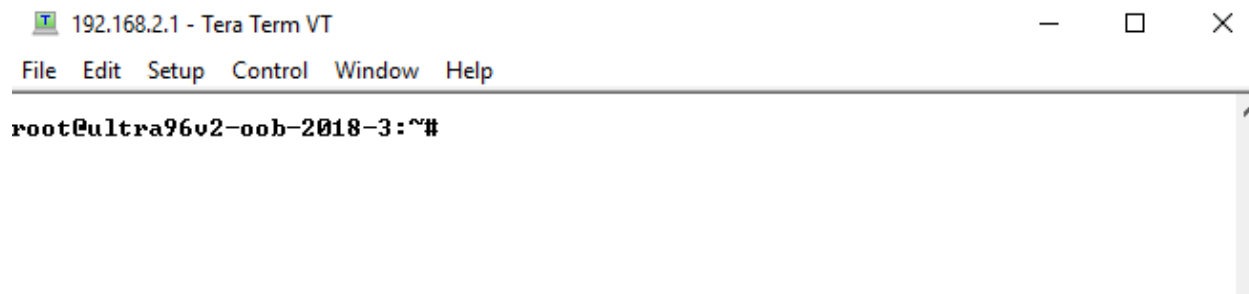 192.168.2.1 - Tera Term VT
File Edit Setup Control Window Help
root@ultra96v2-oob-2018-3:~#